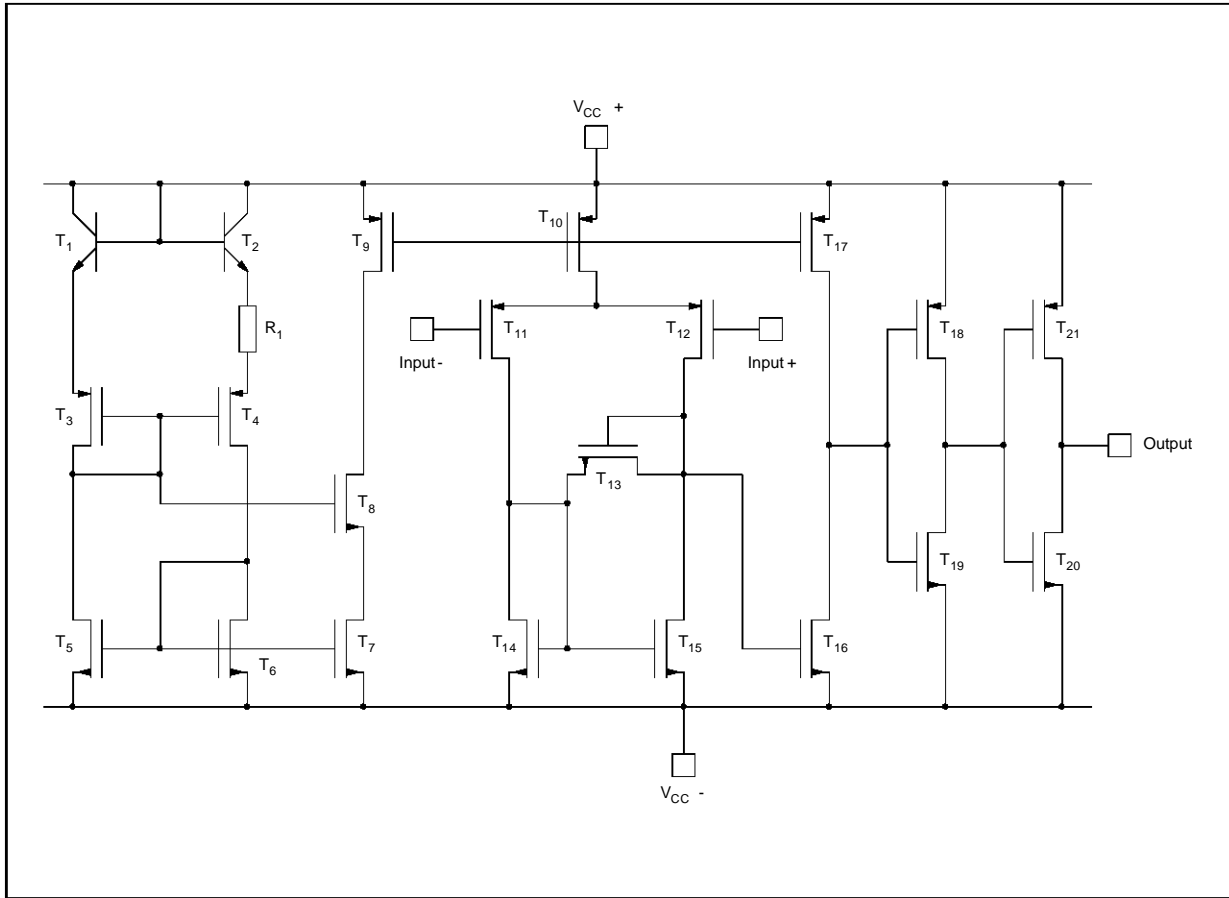 V_CC +
T_1
T_2
T_9
T_10
T_17
R_1
T_11
T_12
T_18
T_21
Input -
Input +
T_3
T_4
Output
T_13
T_8
T_19
T_20
T_5
T_6
T_7
T_14
T_15
T_16
V_CC -